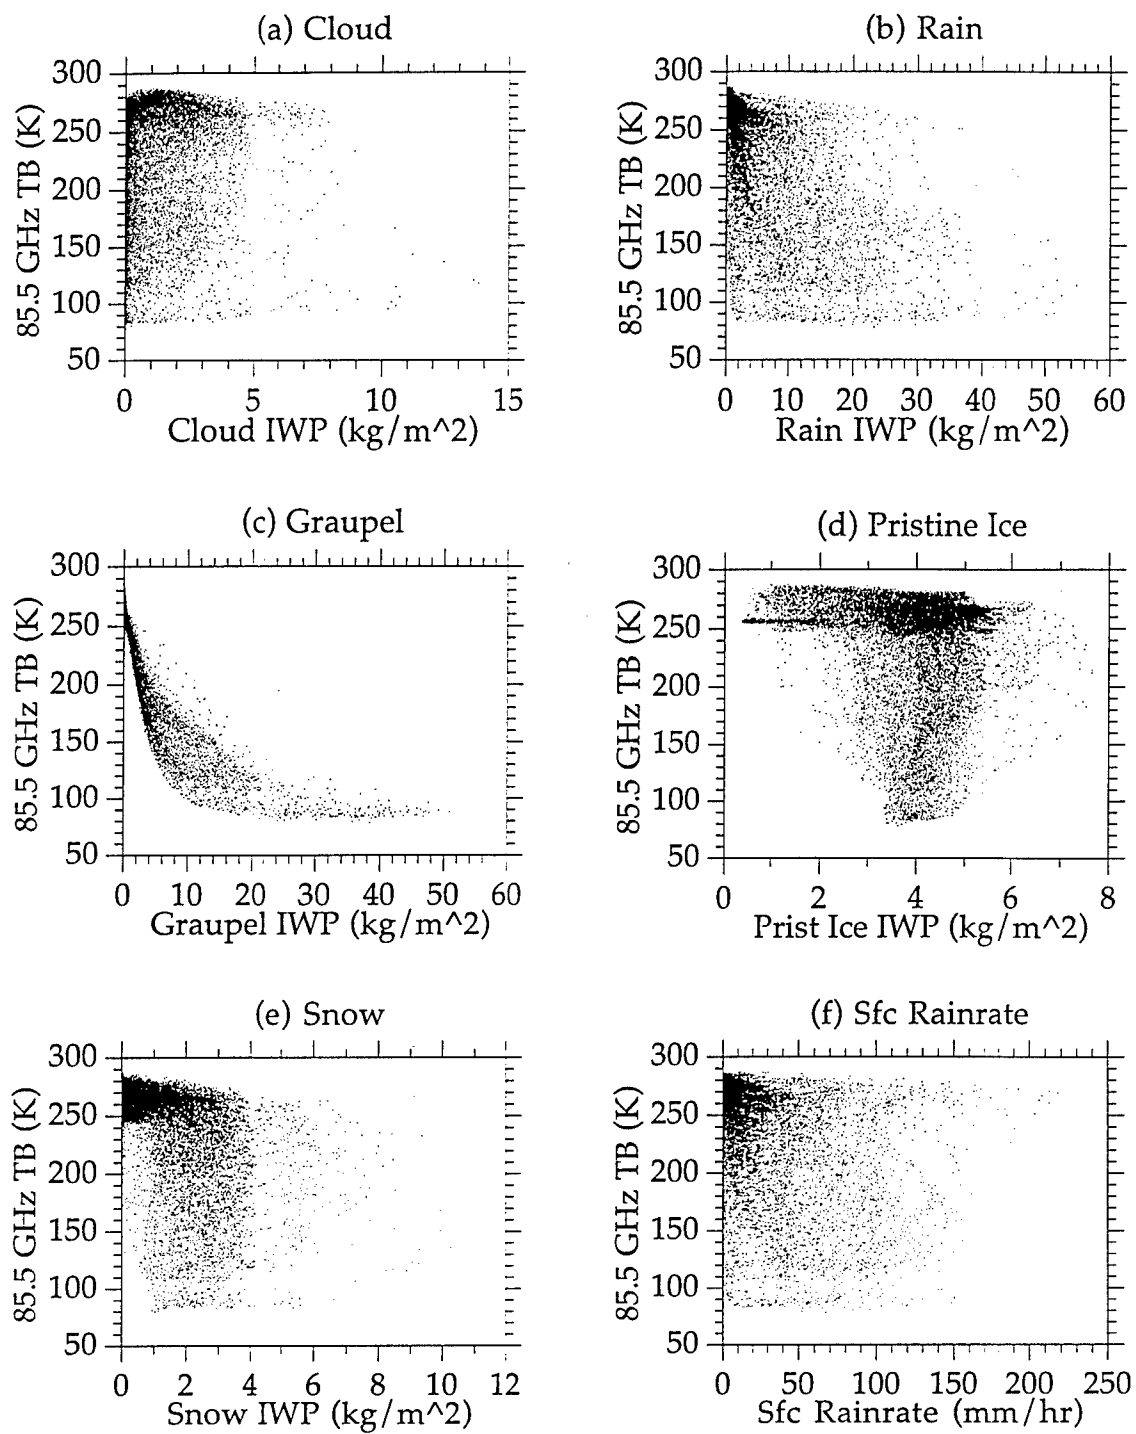 (a) Cloud
300
250
200
150
100
50
85.5 GHz TB (K)
0 5 10 15
Cloud IWP (kg/m^2)
(b) Rain
300
250
200
150
100
50
85.5 GHz TB (K)
0 10 20 30 40 50 60
Rain IWP (kg/m^2)
(c) Graupel
300
250
200
150
100
50
85.5 GHz TB (K)
0 10 20 30 40 50 60
Graupel IWP (kg/m^2)
(d) Pristine Ice
300
250
200
150
100
50
85.5 GHz TB (K)
0 2 4 6 8
Prist Ice IWP (kg/m^2)
(e) Snow
300
250
200
150
100
50
85.5 GHz TB (K)
0 2 4 6 8 10 12
Snow IWP (kg/m^2)
(f) Sfc Rainrate
300
250
200
150
100
50
85.5 GHz TB (K)
0 50 100 150 200 250
Sfc Rainrate (mm/hr)